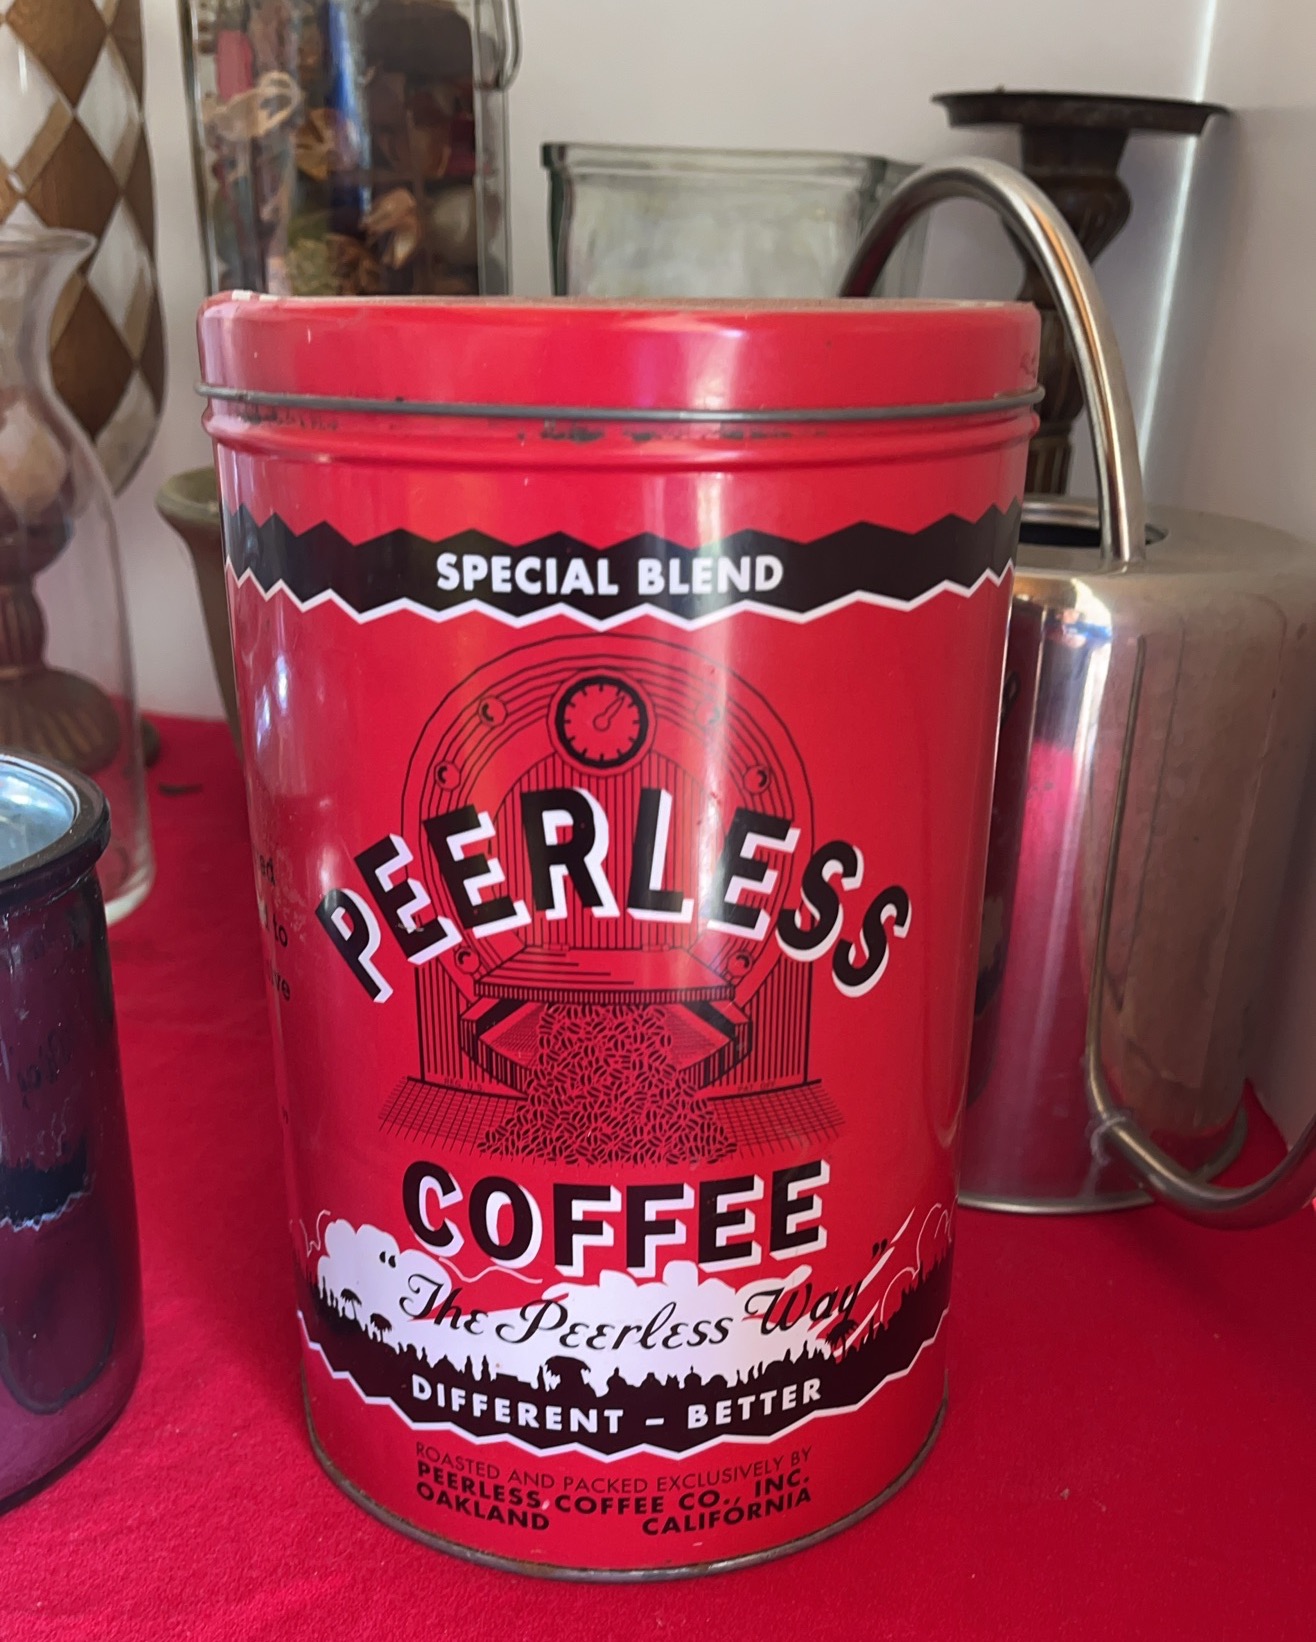 SPECIAL BLEND
PEERLESS
COFFEE
"The Peerless Way"
DIFFERENT – BETTER
ROASTED AND PACKED EXCLUSIVELY BY
PEERLESS COFFEE CO., INC.
OAKLAND CALIFORNIA